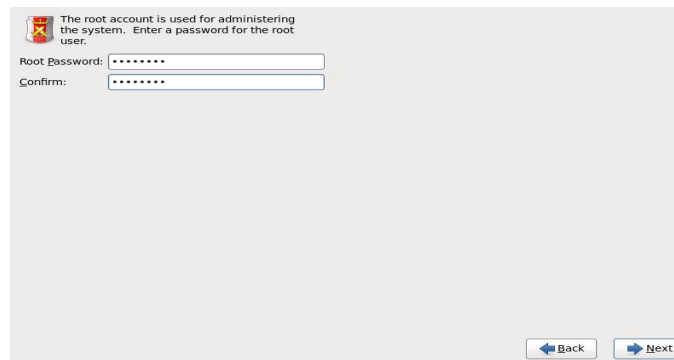 The root account is used for administering
the system.  Enter a password for the root
user.
Root Password: ••••••••
Confirm: ••••••••
Back
Next